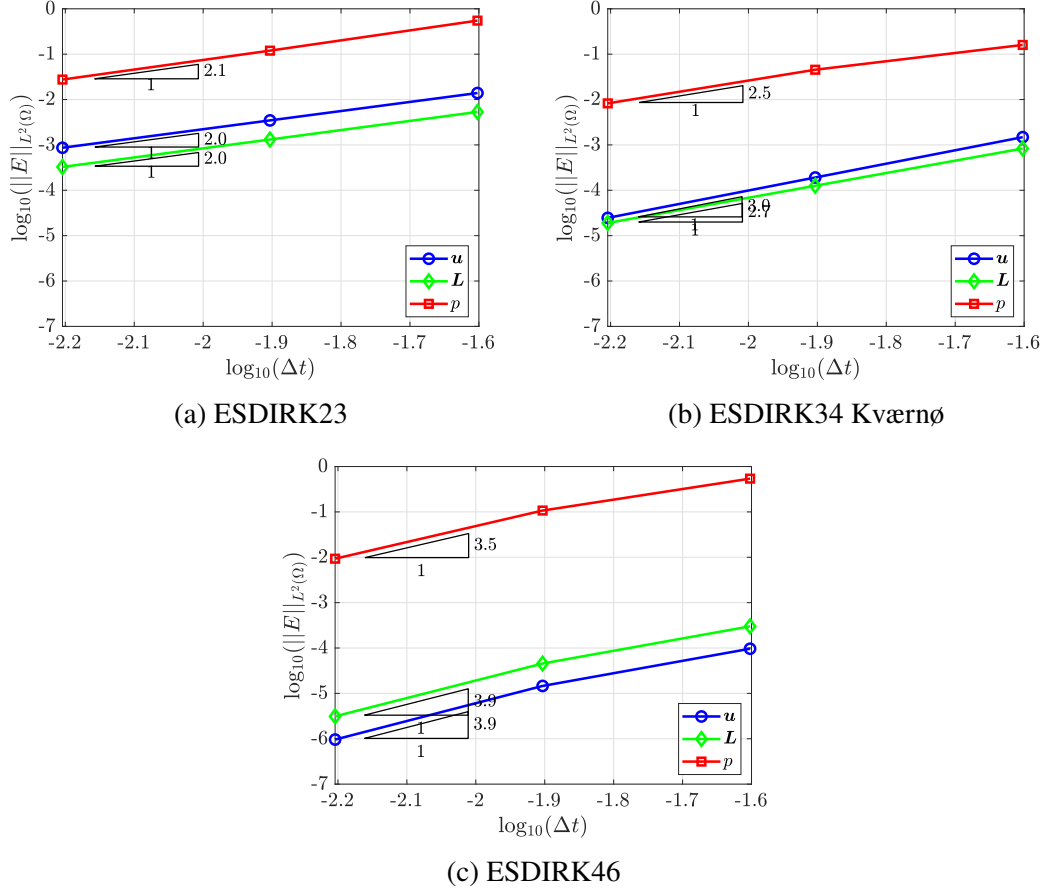 0
-1
-2
-3
-4
-5
-6
-7
log₁₀(||E||_{L²(Ω)})
2.1
1
2.0
1
2.0
1
u
L
p
-2.2 -2.1 -2 -1.9 -1.8 -1.7 -1.6
log₁₀(Δt)
(a) ESDIRK23
0
-1
-2
-3
-4
-5
-6
-7
log₁₀(||E||_{L²(Ω)})
2.5
1
3.0
2.7
1
1
u
L
p
-2.2 -2.1 -2 -1.9 -1.8 -1.7 -1.6
log₁₀(Δt)
(b) ESDIRK34 Kværnø
0
-1
-2
-3
-4
-5
-6
-7
log₁₀(||E||_{L²(Ω)})
3.5
1
3.9
1
3.9
1
u
L
p
-2.2 -2.1 -2 -1.9 -1.8 -1.7 -1.6
log₁₀(Δt)
(c) ESDIRK46